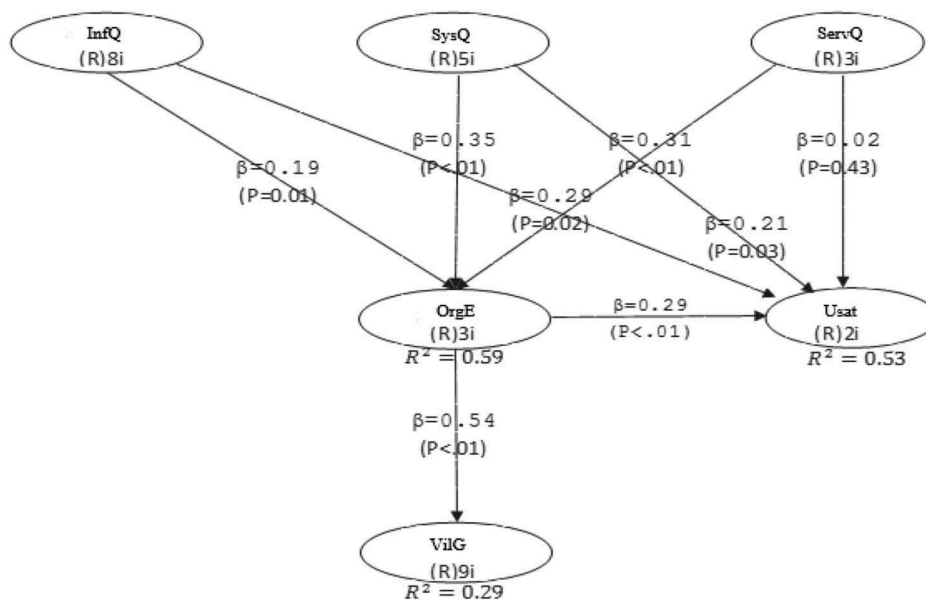 InfQ
(R)8i
SysQ
(R)5i
ServQ
(R)3i
β=0.35
(P<.01)
β=0.31
(P<.01)
β=0.02
(P=0.43)
β=0.19
(P=0.01)
β=0.29
(P=0.02)
β=0.21
(P=0.03)
OrgE
(R)3i
R² = 0.59
β=0.29
(P<.01)
Usat
(R)2i
R² = 0.53
β=0.54
(P<.01)
VilG
(R)9i
R² = 0.29